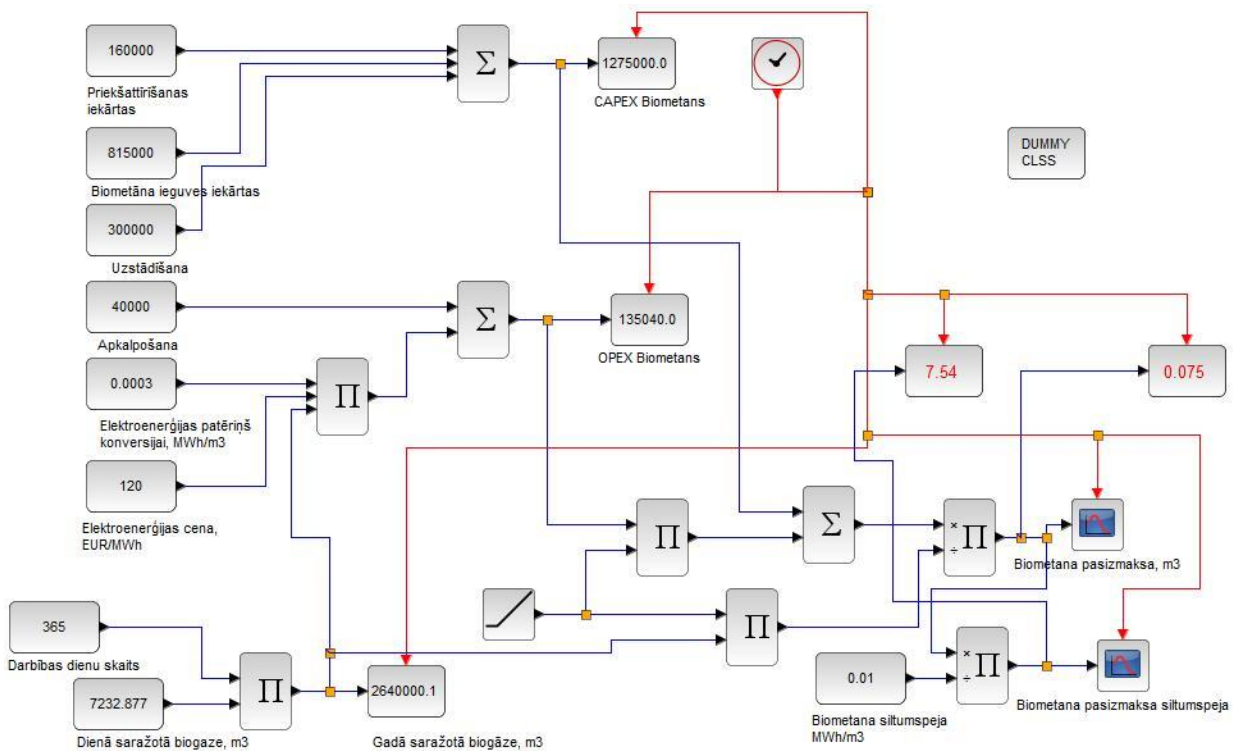 160000
Priekšattīrīšanas
iekārtas
815000
Biometāna ieguves iekārtas
300000
Uzstādīšana
Σ
1275000.0
CAPEX Biometans
DUMMY
CLSS
40000
Apkalpošana
0.0003
Elektroenerģijas patēriņš
konversijai, MWh/m3
120
Elektroenerģijas cena,
EUR/MWh
Π
Σ
135040.0
OPEX Biometans
7.54
0.075
Π
Σ
×
÷
Π
Biometana pasizmaksa, m3
365
Darbības dienu skaits
7232.877
Dienā saražotā biogaze, m3
Π
2640000.1
Gadā saražotā biogāze, m3
Π
0.01
Biometana siltumspeja
MWh/m3
×
÷
Π
Biometana pasizmaksa siltumspeja